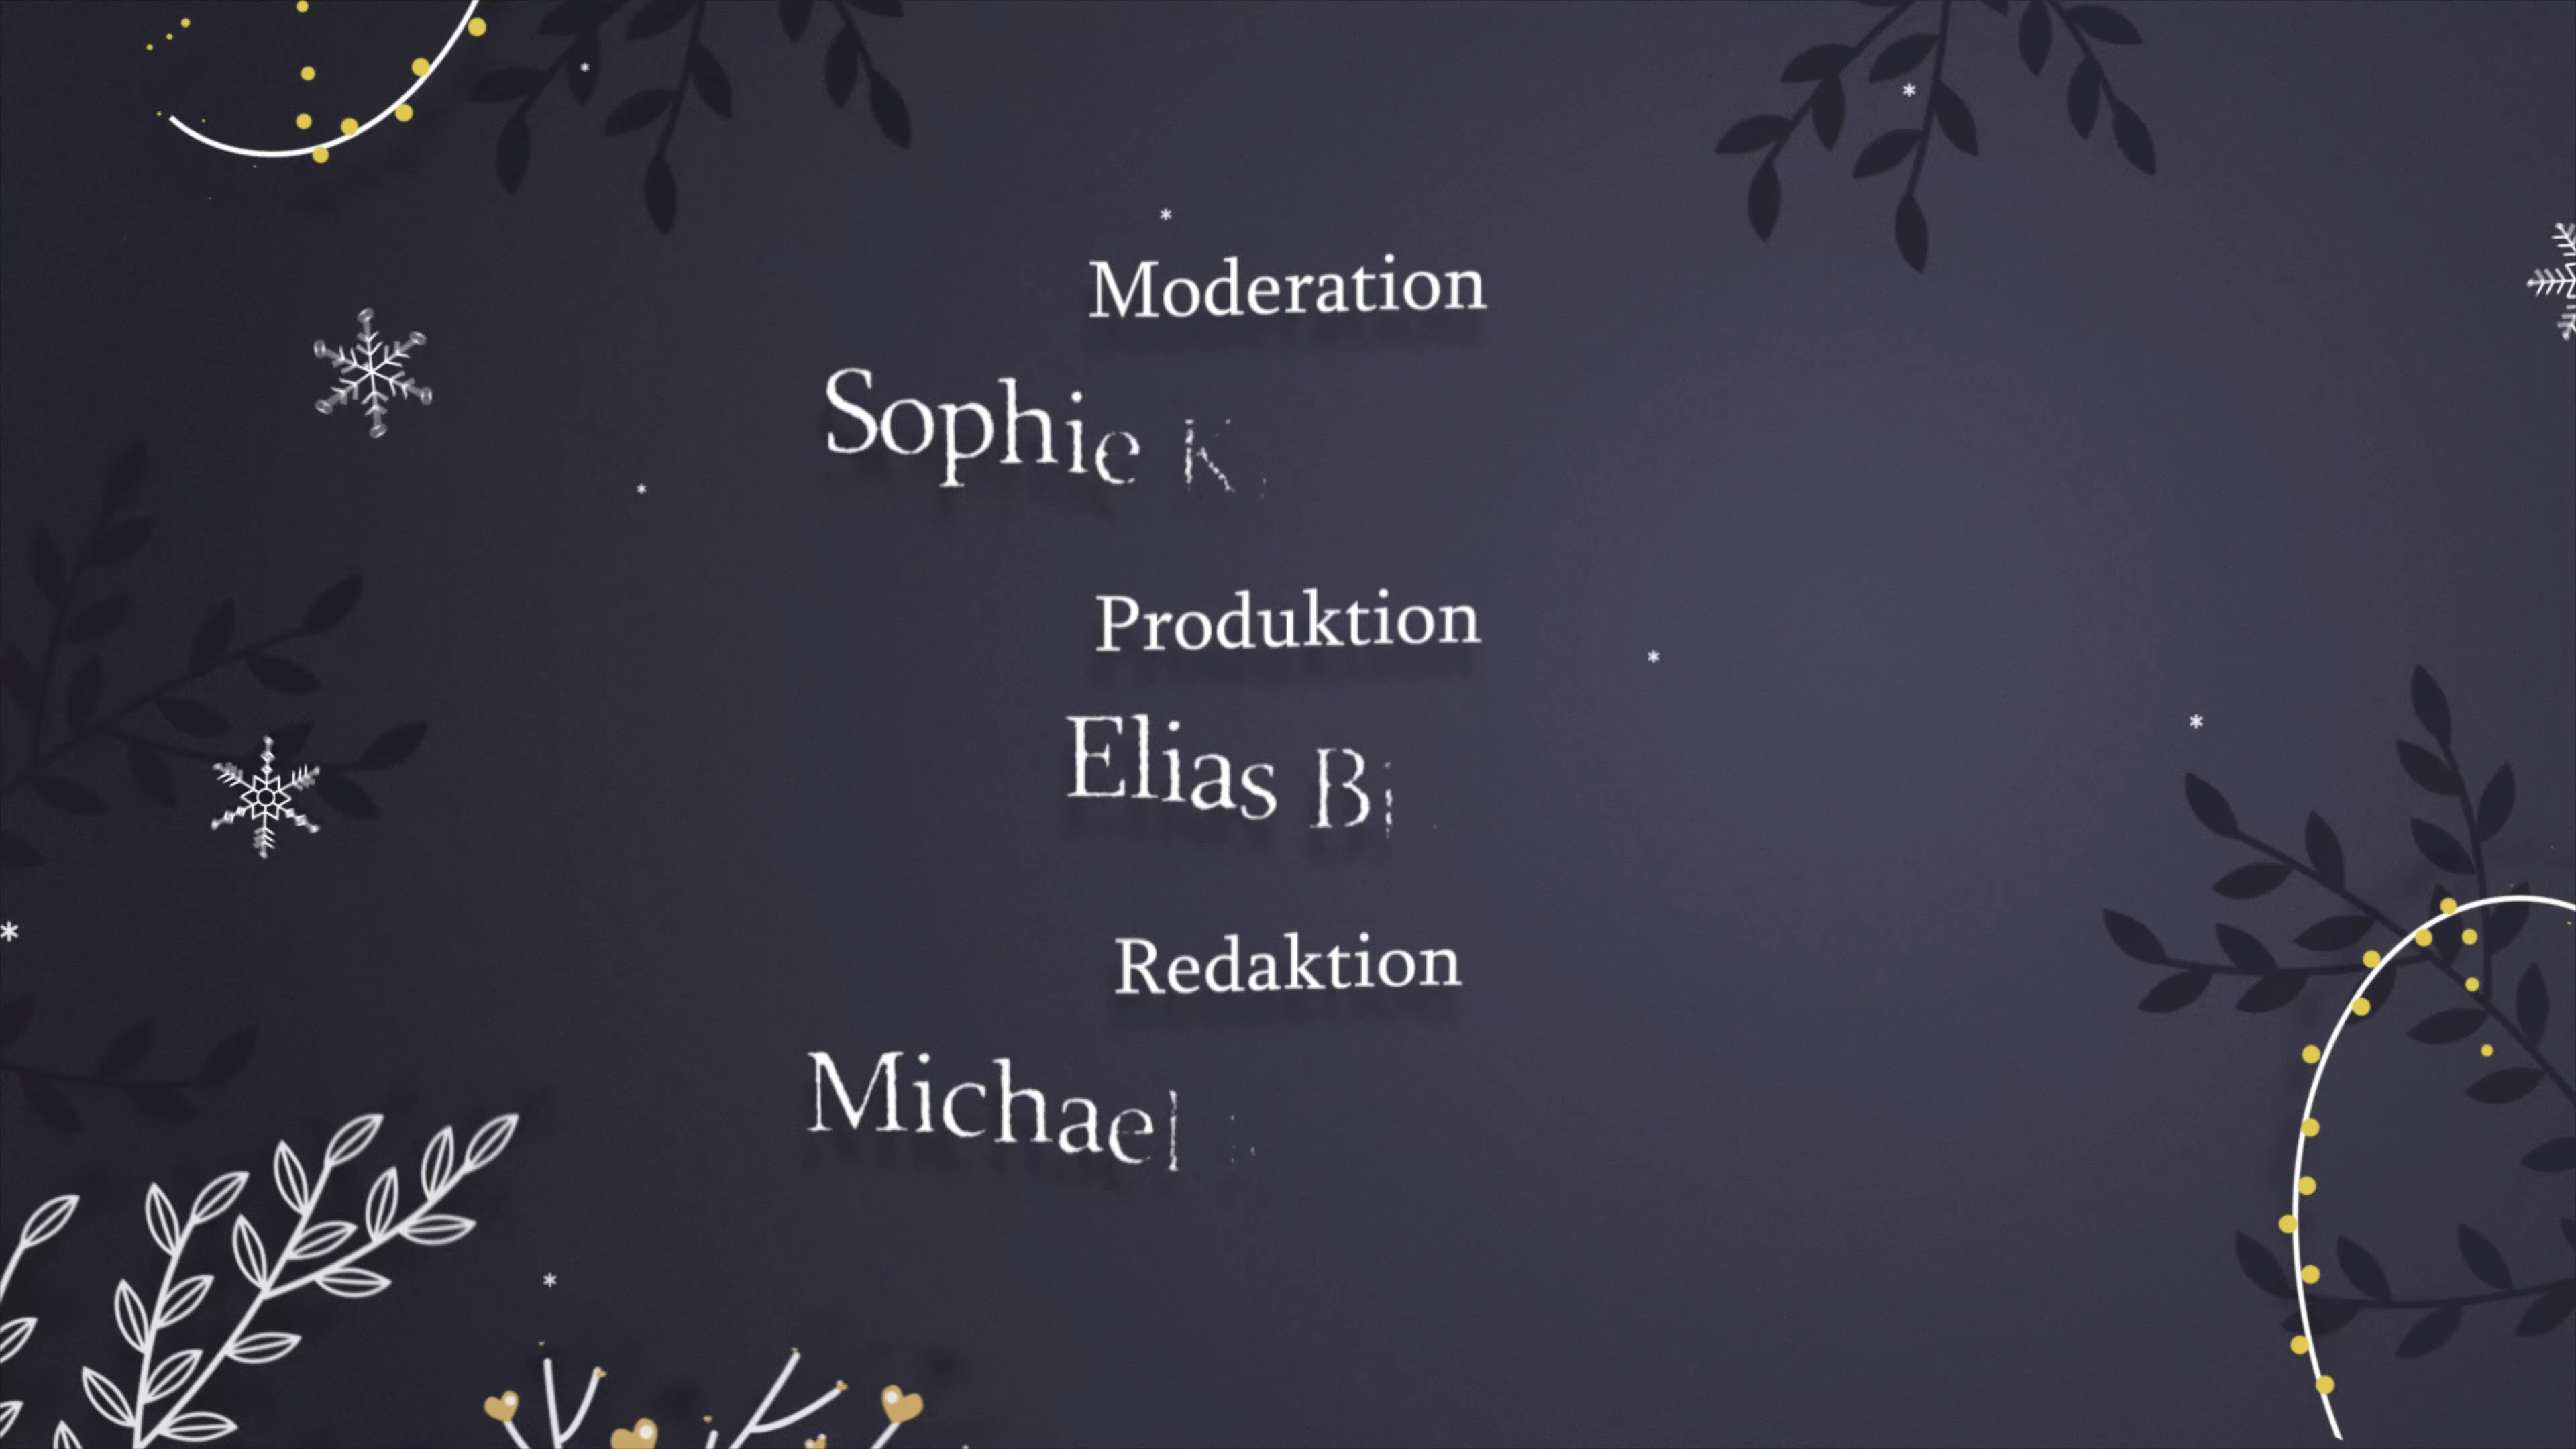 Moderation
Sophie
Produktion
Elias
Redaktion
Michael